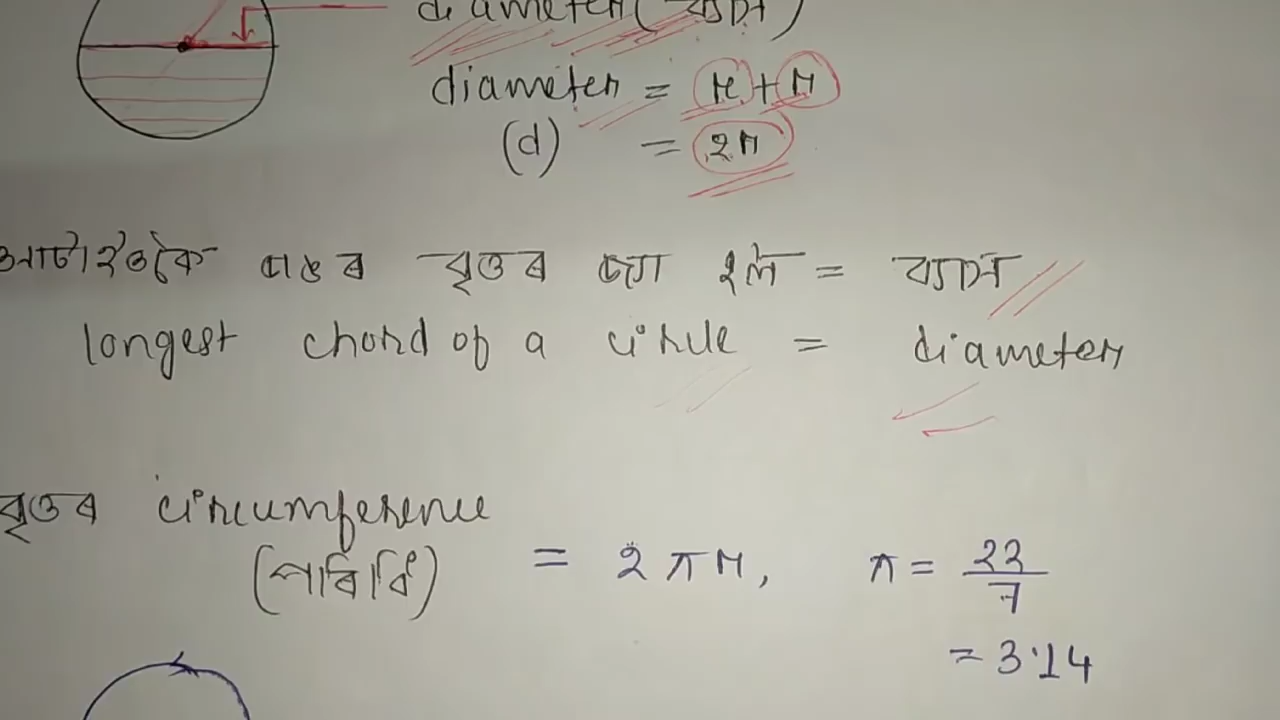 diameter (ব্যাস)
diameter = r + r
(d) = 2r
আটাইতকৈ ডাঙৰ বৃত্তৰ জ্যা হ'ল = ব্যাস
longest chord of a circle = diameter
বৃত্তৰ circumference
(পৰিধি) = 2πr, π = 22/7
= 3.14